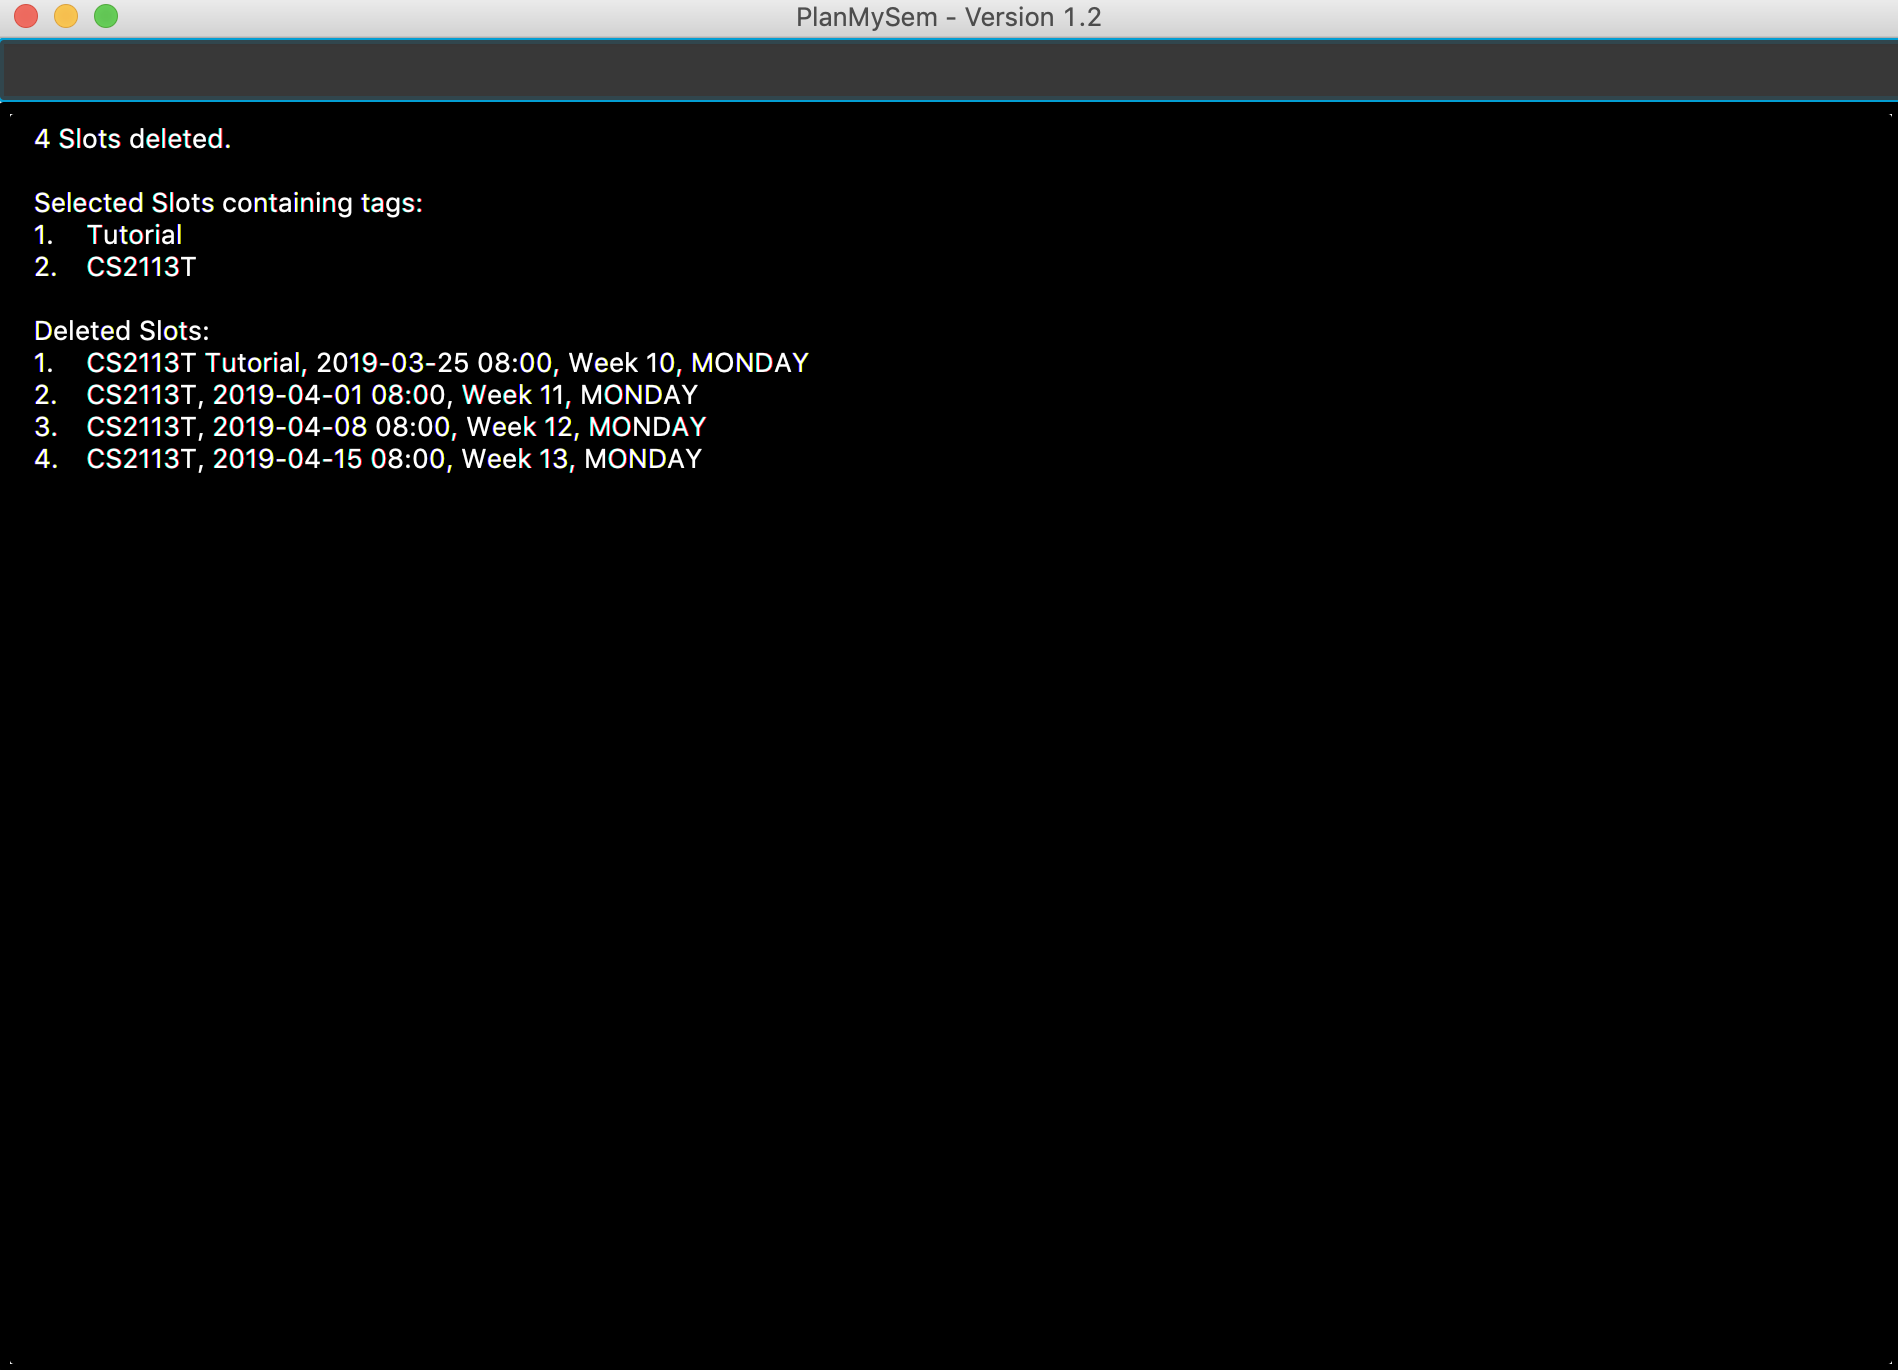 PlanMySem - Version 1.2
4 Slots deleted.
Selected Slots containing tags:
1. Tutorial
2. CS2113T
Deleted Slots:
1. CS2113T Tutorial, 2019-03-25 08:00, Week 10, MONDAY
2. CS2113T, 2019-04-01 08:00, Week 11, MONDAY
3. CS2113T, 2019-04-08 08:00, Week 12, MONDAY
4. CS2113T, 2019-04-15 08:00, Week 13, MONDAY